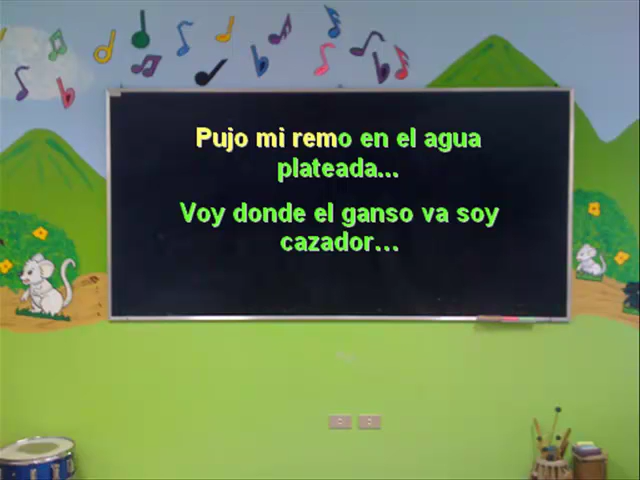 Pujo mi remo en el agua
plateada...
Voy donde el ganso va soy
cazador...